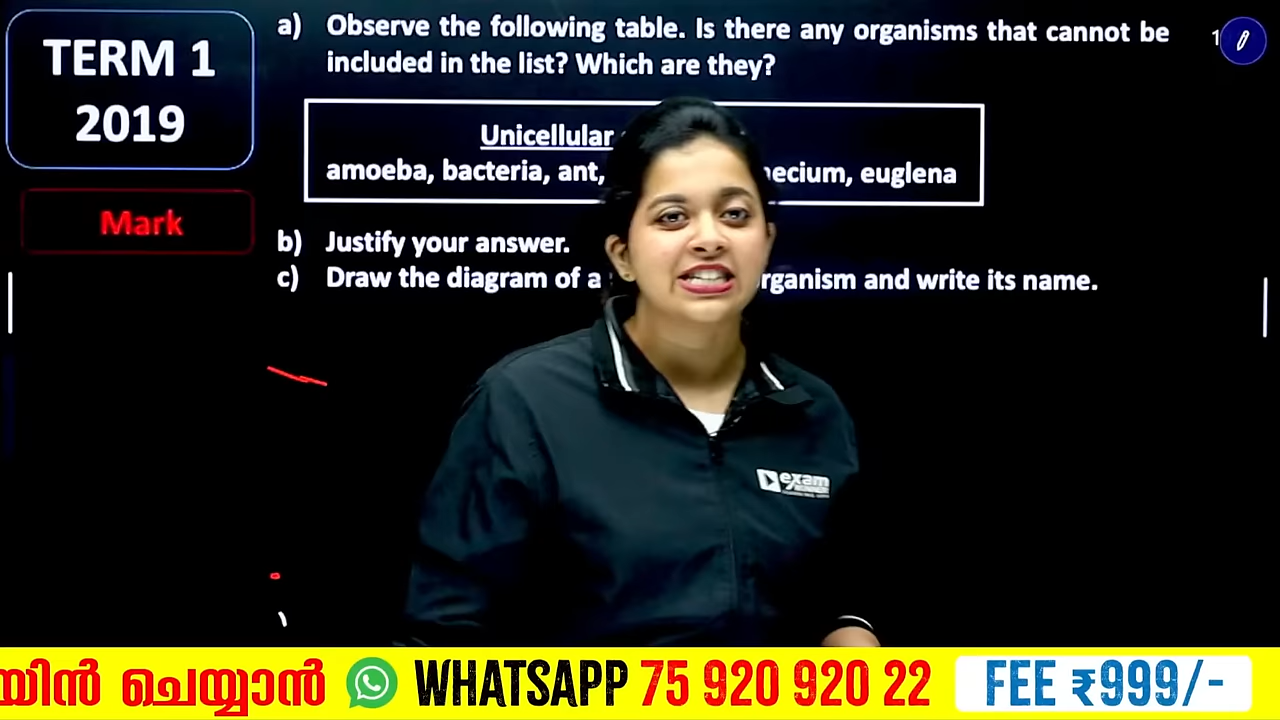 TERM 1
2019
Mark
a) Observe the following table. Is there any organisms that cannot be
included in the list? Which are they?
1
Unicellular
amoeba, bacteria, ant, euglena
b) Justify your answer.
c) Draw the diagram of a organism and write its name.
exam
യിൻ ചെയ്യാൻ WHATSAPP 75 920 920 22 FEE ₹999/-